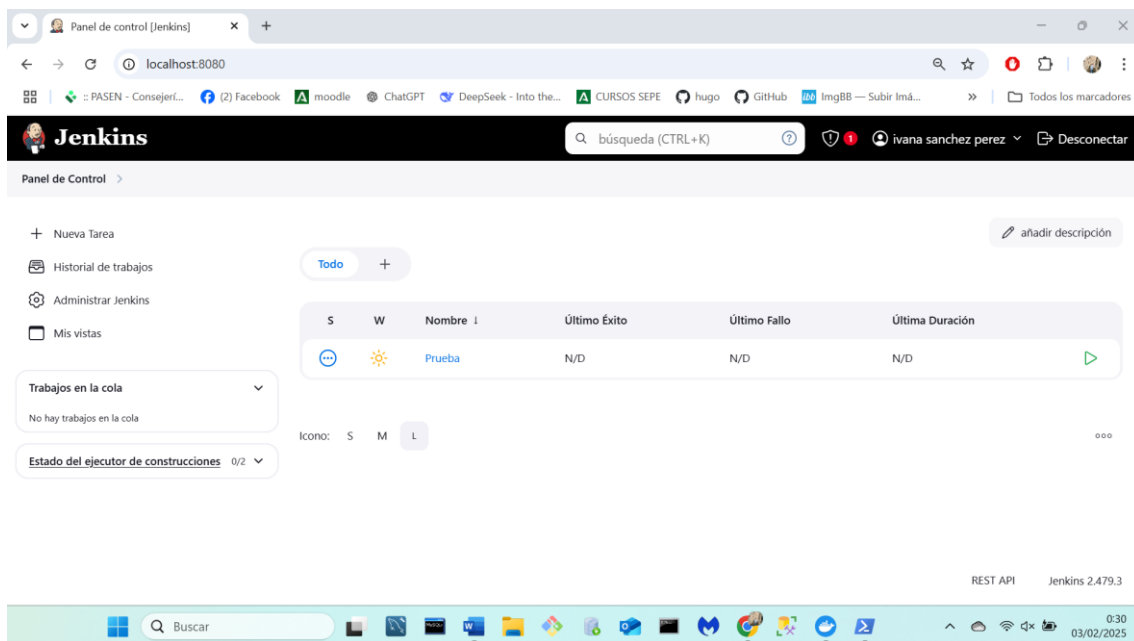 Panel de control [Jenkins]
localhost:8080
:: PASEN - Consejerí... (2) Facebook moodle ChatGPT DeepSeek - Into the... CURSOS SEPE hugo GitHub ibb ImgBB — Subir Imá... » Todos los marcadores
Jenkins búsqueda (CTRL+K) 1 ivana sanchez perez Desconectar
Panel de Control
Nueva Tarea
añadir descripción
Historial de trabajos
Todo +
Administrar Jenkins
Mis vistas
S W Nombre ↓ Último Éxito Último Fallo Última Duración
Prueba N/D N/D N/D
Trabajos en la cola
No hay trabajos en la cola
Icono: S M L
Estado del ejecutor de construcciones 0/2
REST API Jenkins 2.479.3
Buscar
0:30
03/02/2025